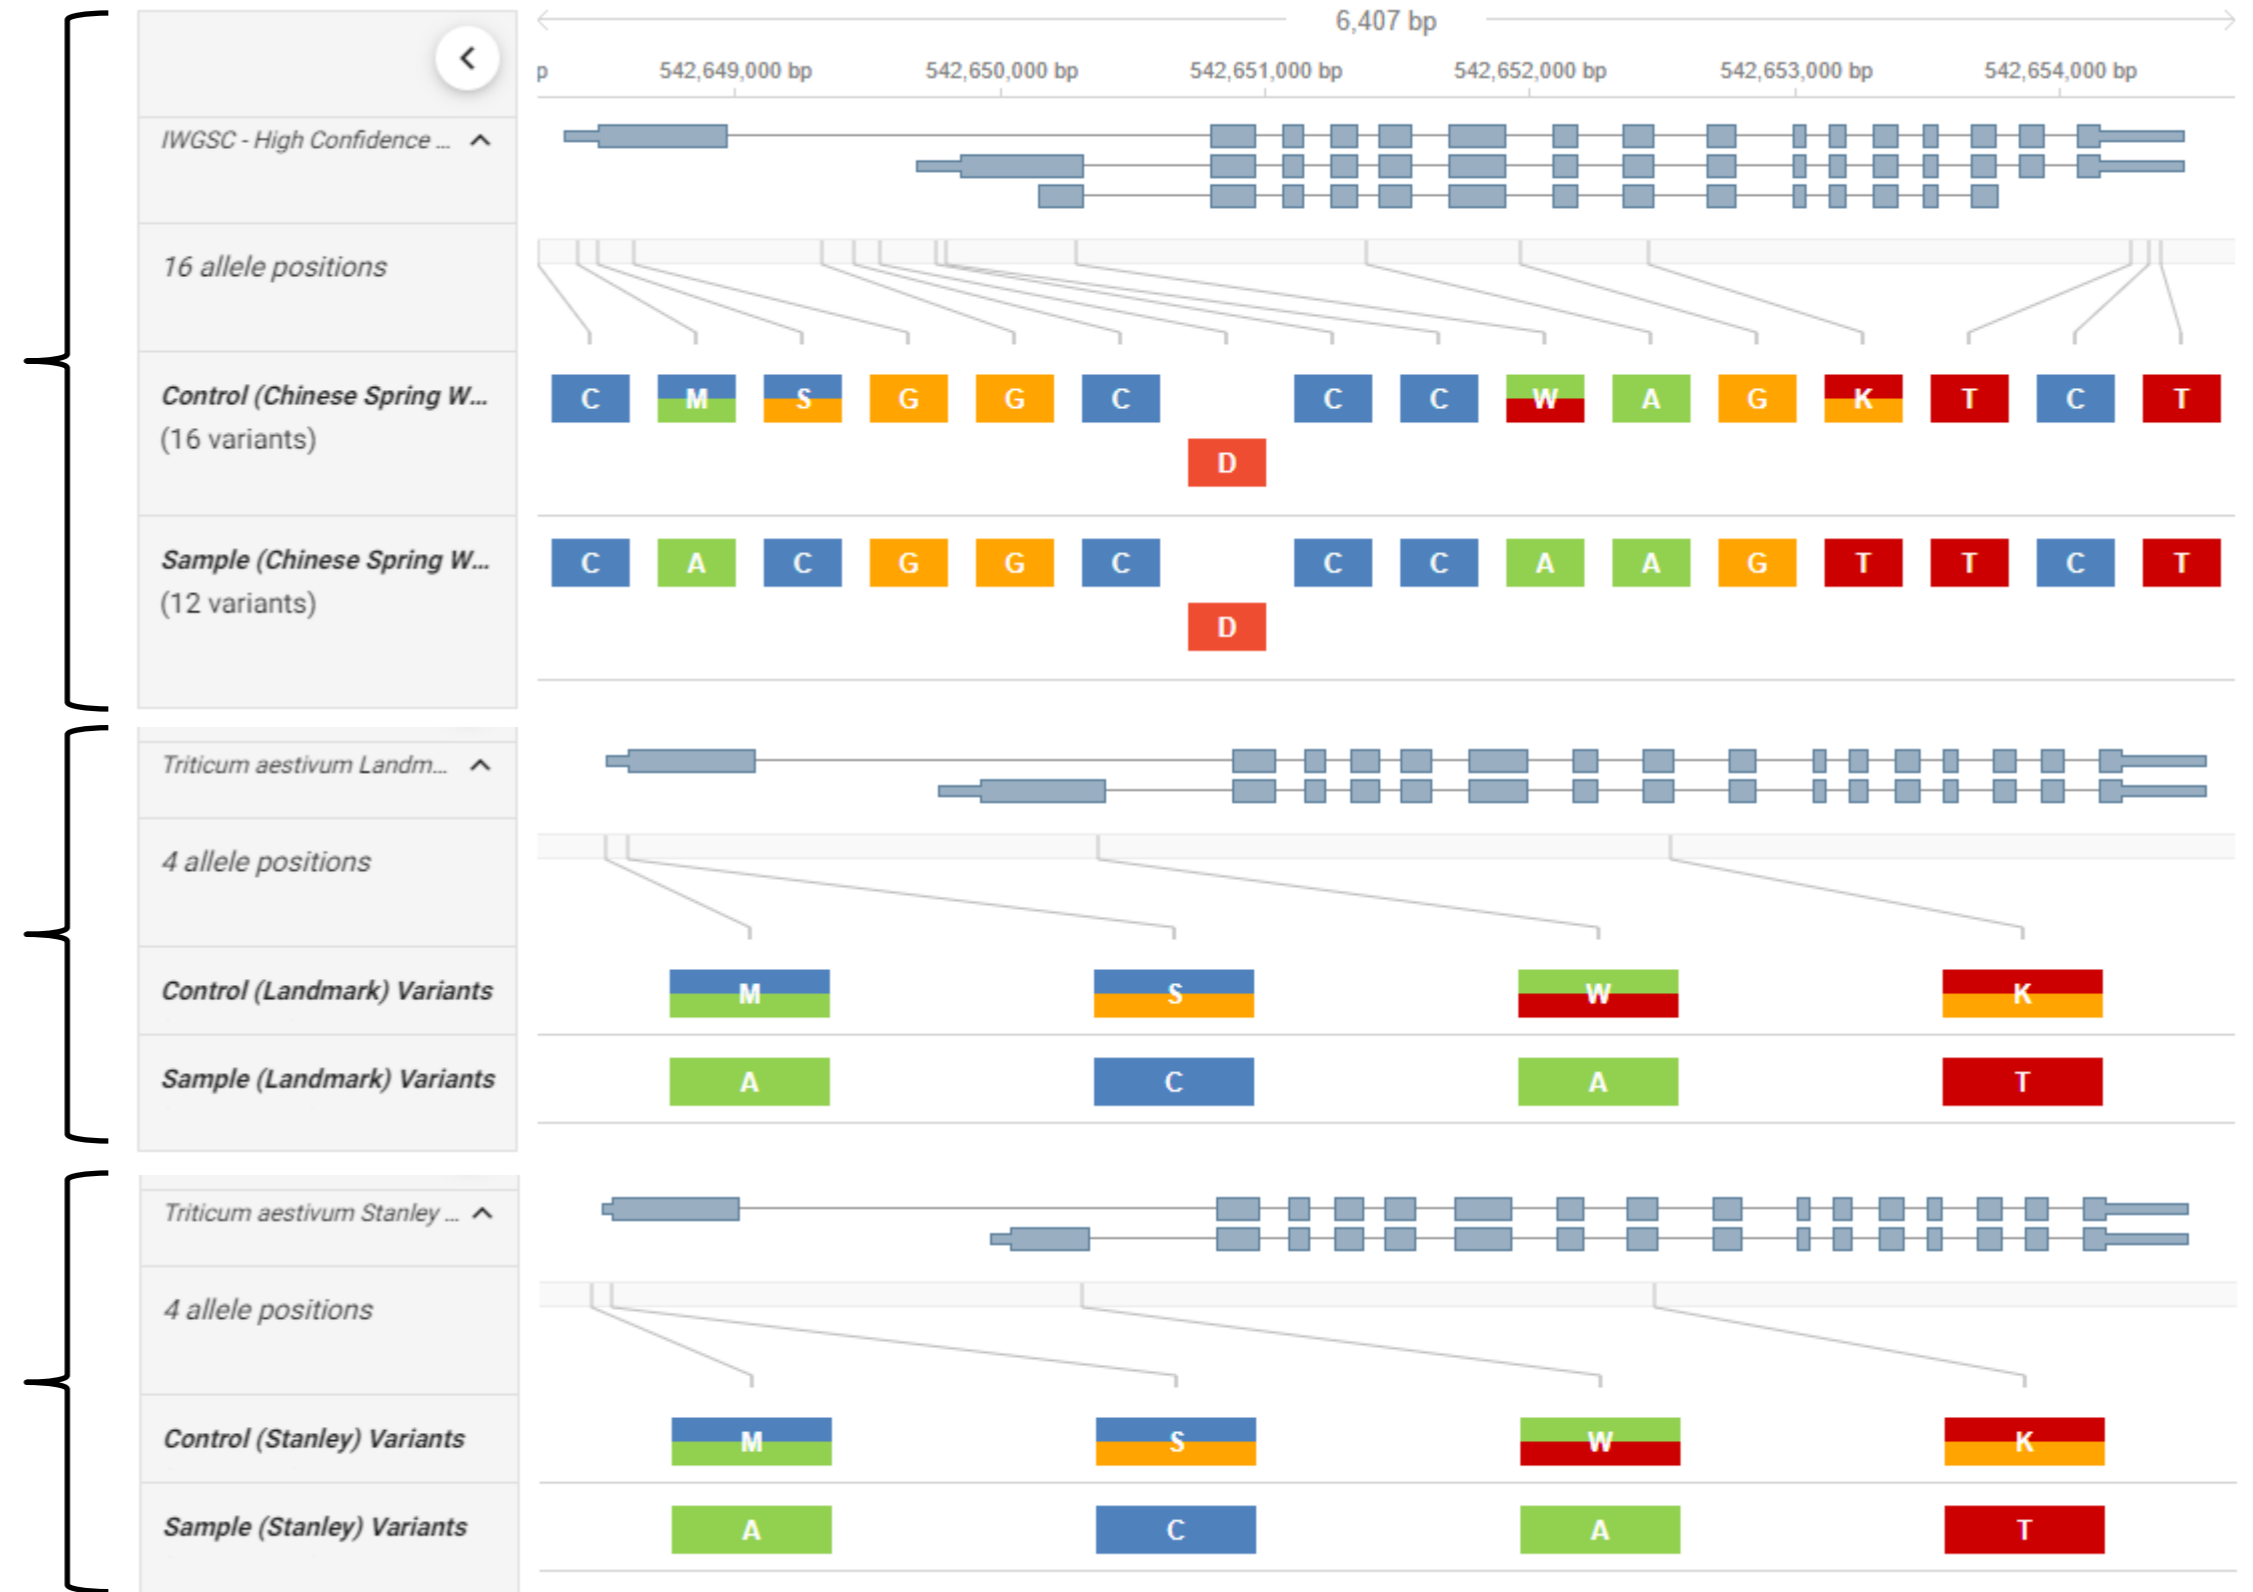 6,407 bp
p 542,649,000 bp 542,650,000 bp 542,651,000 bp 542,652,000 bp 542,653,000 bp 542,654,000 bp
IWGSC - High Confidence ...
16 allele positions
Control (Chinese Spring W...
(16 variants)
C M S G G C C C W A G K T C T
D
Sample (Chinese Spring W...
(12 variants)
C A C G G C C C A A G T T C T
D
Triticum aestivum Landm...
4 allele positions
Control (Landmark) Variants
M S W K
Sample (Landmark) Variants
A C A T
Triticum aestivum Stanley ...
4 allele positions
Control (Stanley) Variants
M S W K
Sample (Stanley) Variants
A C A T